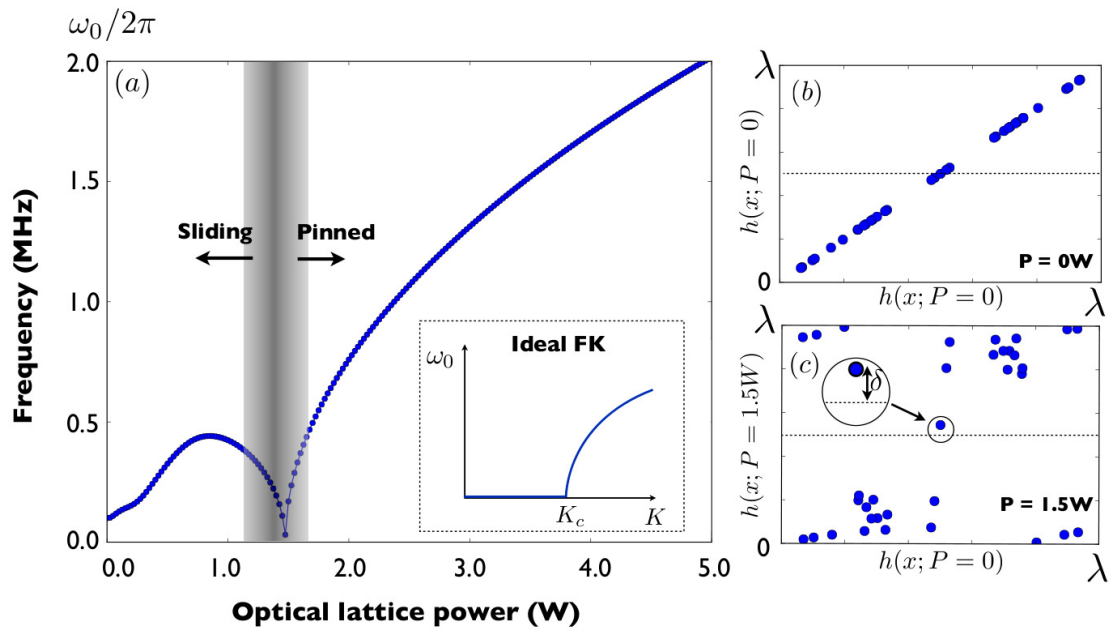 ω₀/2π
(a)
2.0
1.5
1.0
0.5
0.0
Frequency (MHz)
Sliding
Pinned
Ideal FK
ω₀
K_c
K
0.0 1.0 2.0 3.0 4.0 5.0
Optical lattice power (W)
λ
(b)
h(x; P = 0)
P = 0W
0
h(x; P = 0)
λ
λ
(c)
δ
h(x; P = 1.5W)
P = 1.5W
0
h(x; P = 0)
λ